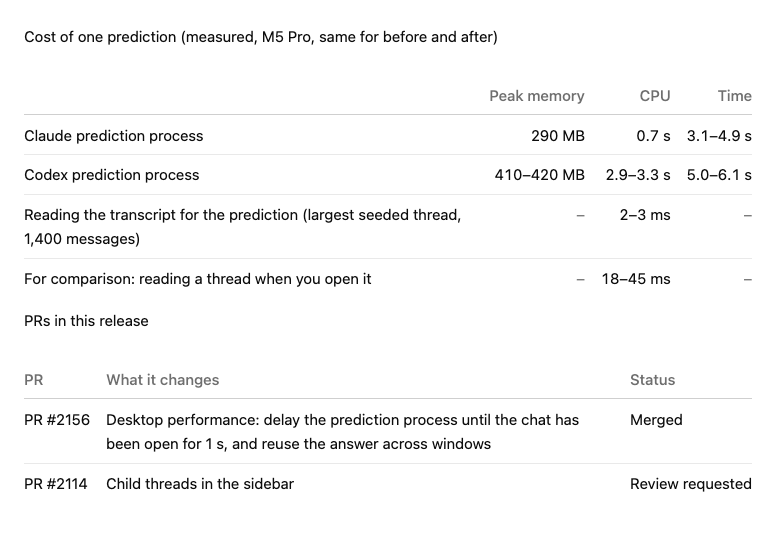 Cost of one prediction (measured, M5 Pro, same for before and after)
Peak memory CPU Time
Claude prediction process 290 MB 0.7 s 3.1–4.9 s
Codex prediction process 410–420 MB 2.9–3.3 s 5.0–6.1 s
Reading the transcript for the prediction (largest seeded thread, – 2–3 ms –
1,400 messages)
For comparison: reading a thread when you open it – 18–45 ms –
PRs in this release
PR What it changes Status
PR #2156 Desktop performance: delay the prediction process until the chat has Merged
been open for 1 s, and reuse the answer across windows
PR #2114 Child threads in the sidebar Review requested